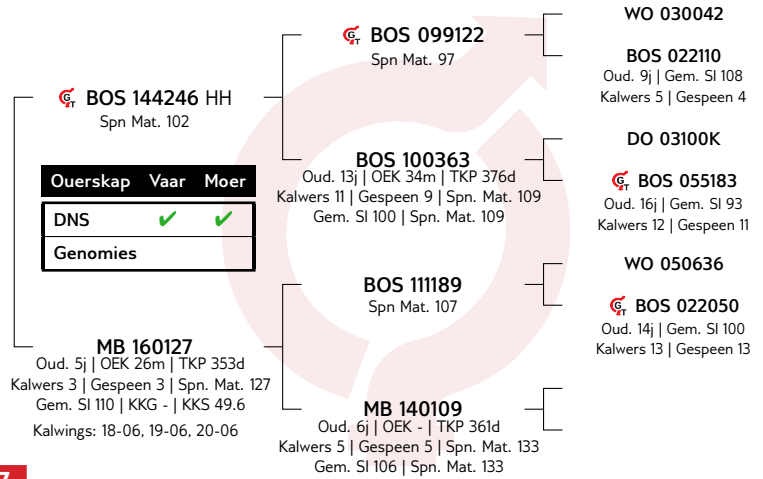 WO 030042
BOS 099122
Spn Mat. 97
BOS 022110
Oud. 9j | Gem. SI 108
Kalwers 5 | Gespeen 4
BOS 144246 HH
Spn Mat. 102
DO 03100K
BOS 100363
Oud. 13j | OEK 34m | TKP 376d
Kalwers 11 | Gespeen 9 | Spn. Mat. 109
Gem. SI 100 | Spn. Mat. 109
BOS 055183
Oud. 16j | Gem. SI 93
Kalwers 12 | Gespeen 11
Ouerskap Vaar Moer
DNS ✔ ✔
Genomies
WO 050636
BOS 111189
Spn Mat. 107
BOS 022050
Oud. 14j | Gem. SI 100
Kalwers 13 | Gespeen 13
MB 160127
Oud. 5j | OEK 26m | TKP 353d
Kalwers 3 | Gespeen 3 | Spn. Mat. 127
Gem. SI 110 | KKG - | KKS 49.6
Kalwings: 18-06, 19-06, 20-06
MB 140109
Oud. 6j | OEK - | TKP 361d
Kalwers 5 | Gespeen 5 | Spn. Mat. 133
Gem. SI 106 | Spn. Mat. 133